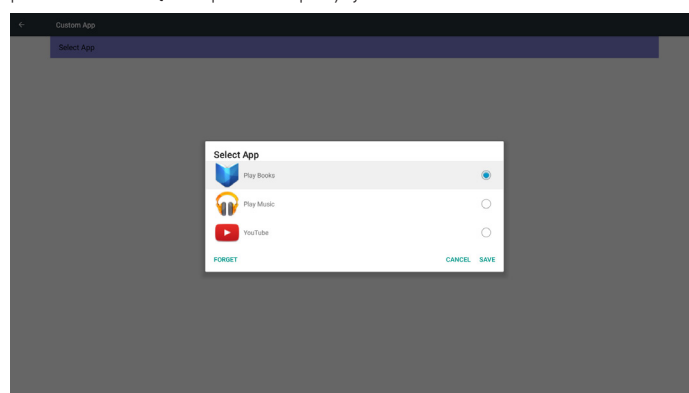 Custom App
Select App
Select App
Play Books
Play Music
YouTube
FORGET CANCEL SAVE